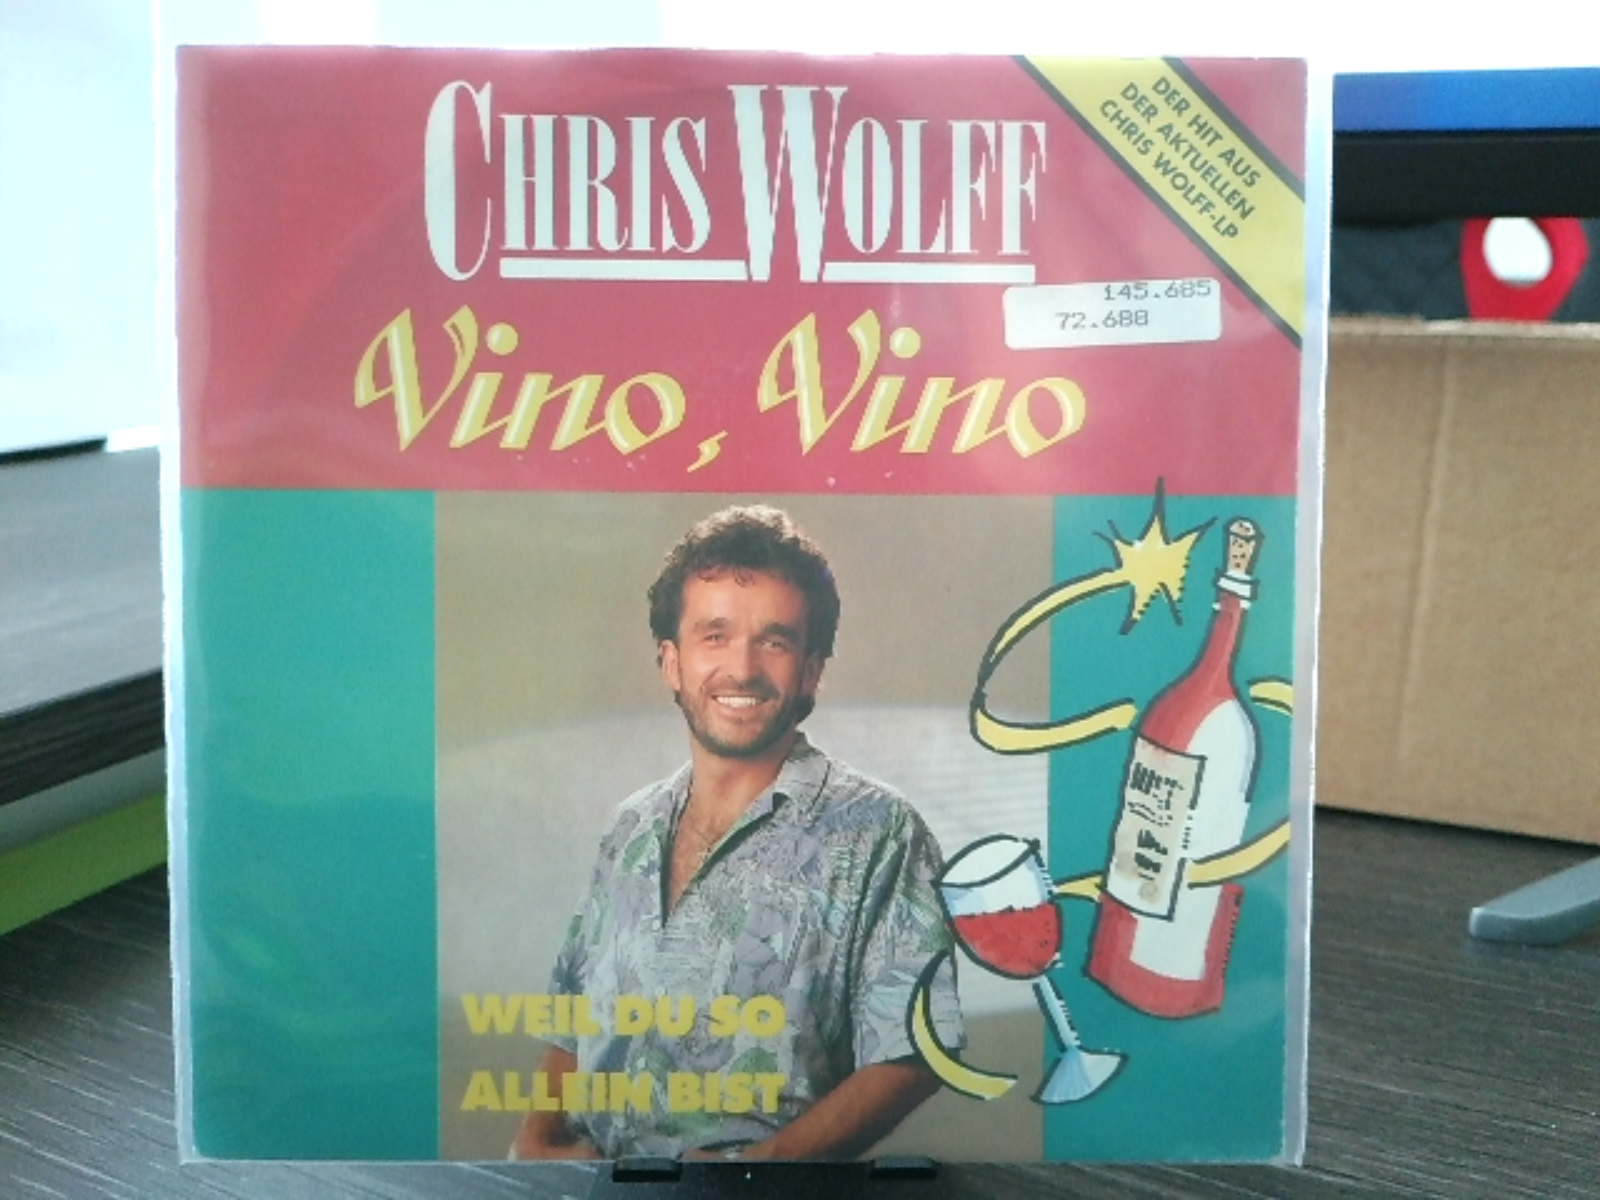 CHRIS WOLFF
DER HIT AUS
DER AKTUELLEN
CHRIS WOLFF-LP
145.685
72.688
Vino, Vino
WEIL DU SO
ALLEIN BIST